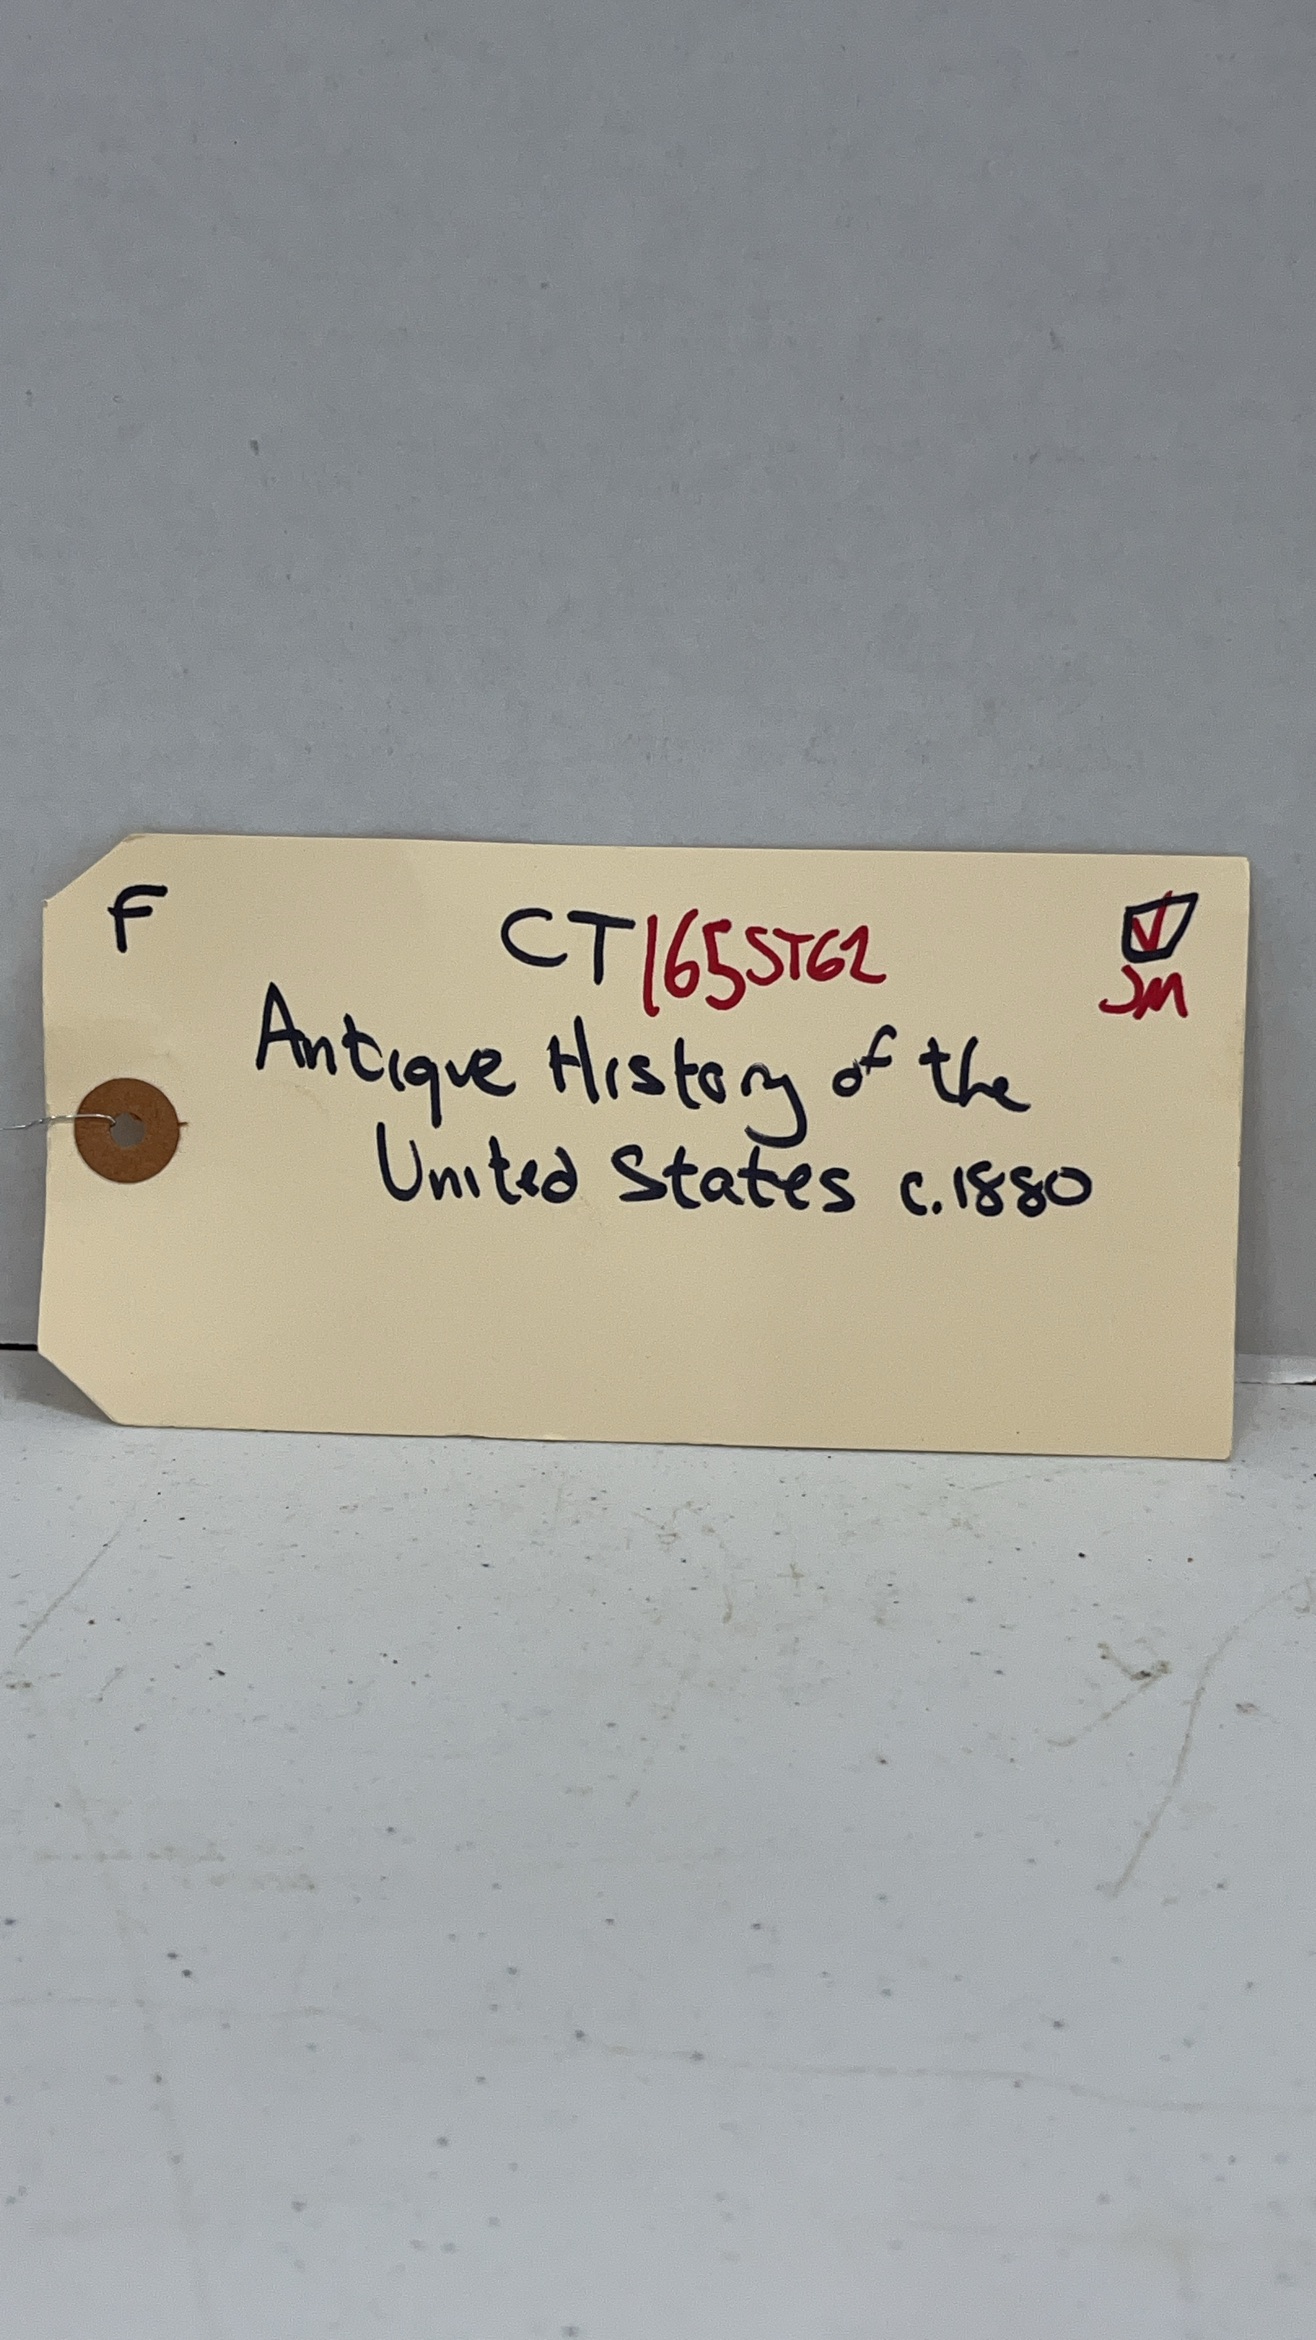 F
CT165ST62
☑
JM
Antique History of the
United States c.1880